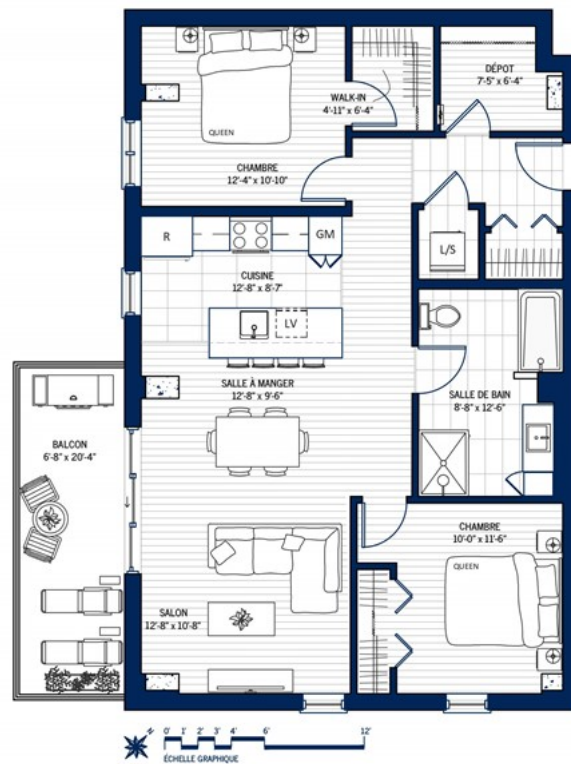 DÉPOT
7'-5" x 6'-4"
WALK-IN
4'-11" x 6'-4"
QUEEN
CHAMBRE
12'-4" x 10'-10"
R
GM
L/S
CUISINE
12'-8" x 8'-7"
LV
SALLE À MANGER
12'-8" x 9'-6"
SALLE DE BAIN
8'-8" x 12'-6"
BALCON
6'-8" x 20'-4"
CHAMBRE
10'-0" x 11'-6"
QUEEN
SALON
12'-8" x 10'-8"
N
0' 1' 2' 3' 4' 6' 12'
ÉCHELLE GRAPHIQUE